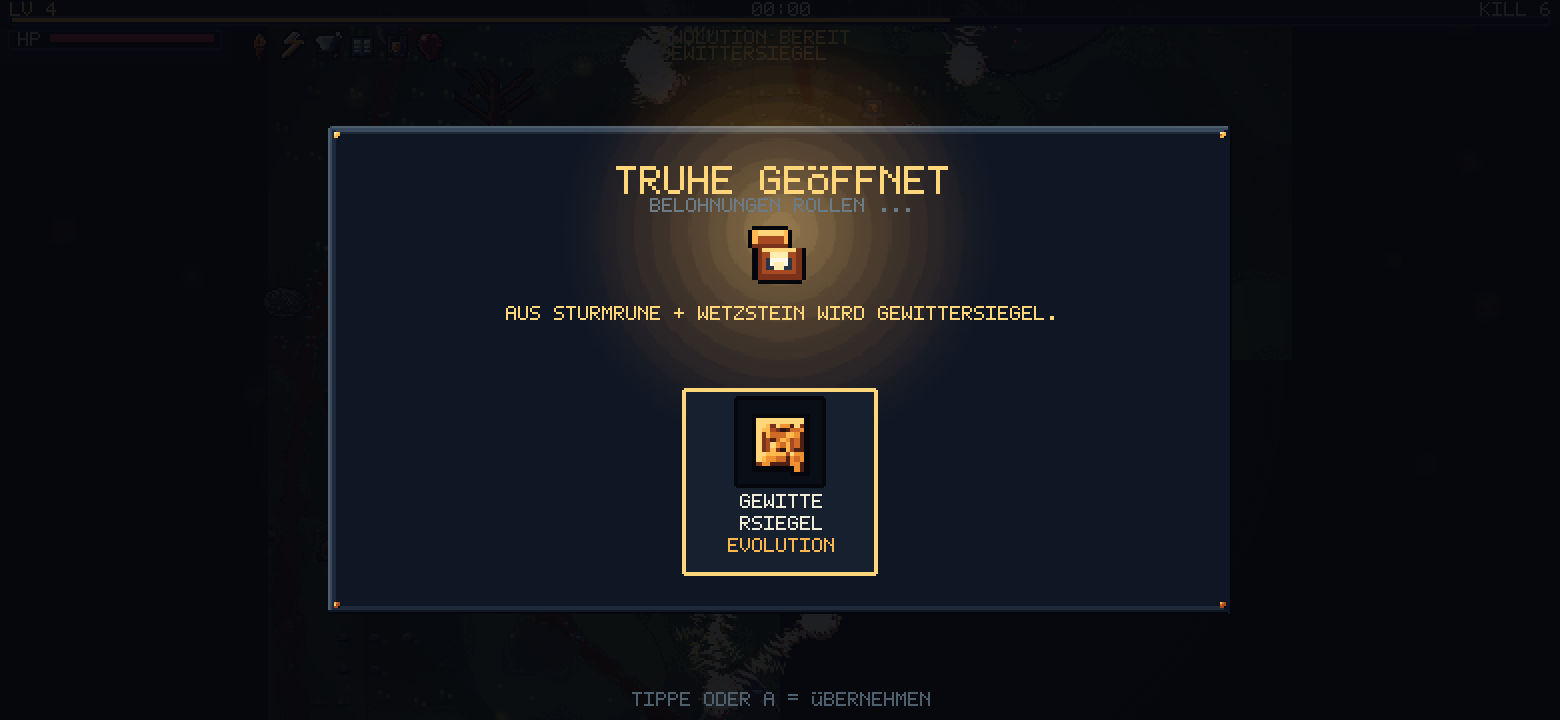 LV 4
00:00
KILL 6
HP
EVOLUTION BEREIT
GEWITTERSIEGEL
TRUHE GEöFFNET
BELOHNUNGEN ROLLEN ...
AUS STURMRUNE + WETZSTEIN WIRD GEWITTERSIEGEL.
GEWITTE
RSIEGEL
EVOLUTION
TIPPE ODER A = üBERNEHMEN